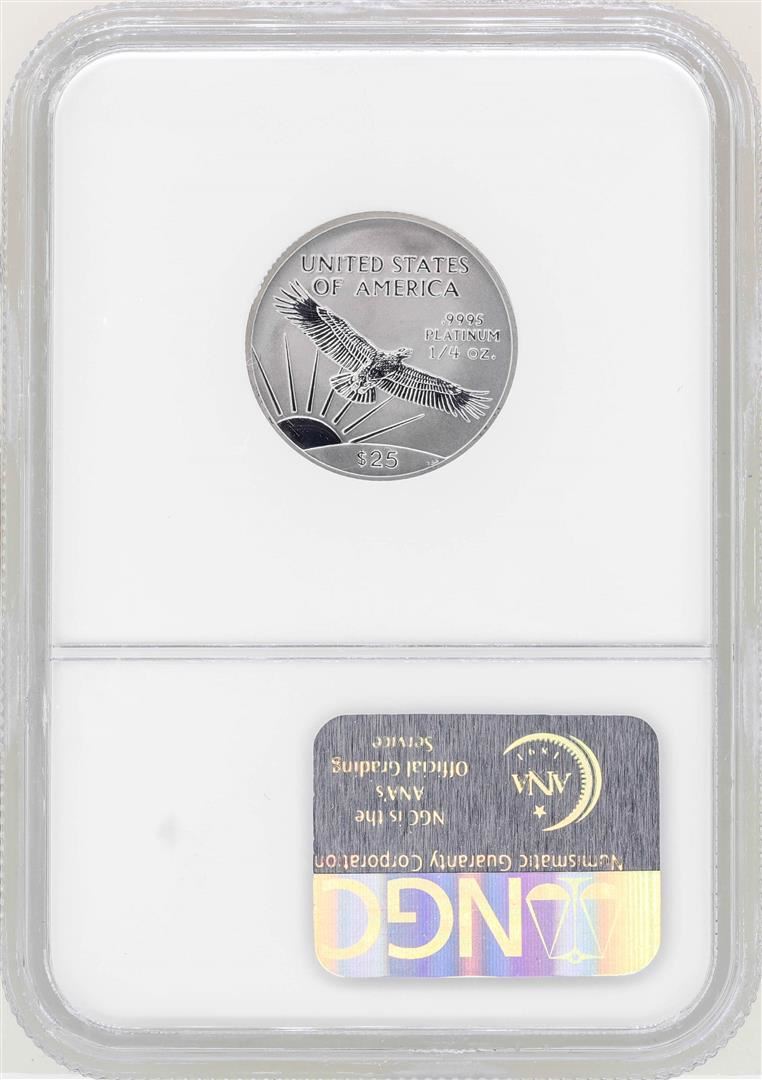 UNITED STATES
OF AMERICA
.9995
PLATINUM
1/4 OZ.
$25
NGC
Numismatic Guaranty Corporation
NGC is the
ANA's
Official Grading
Service
ANA
1891